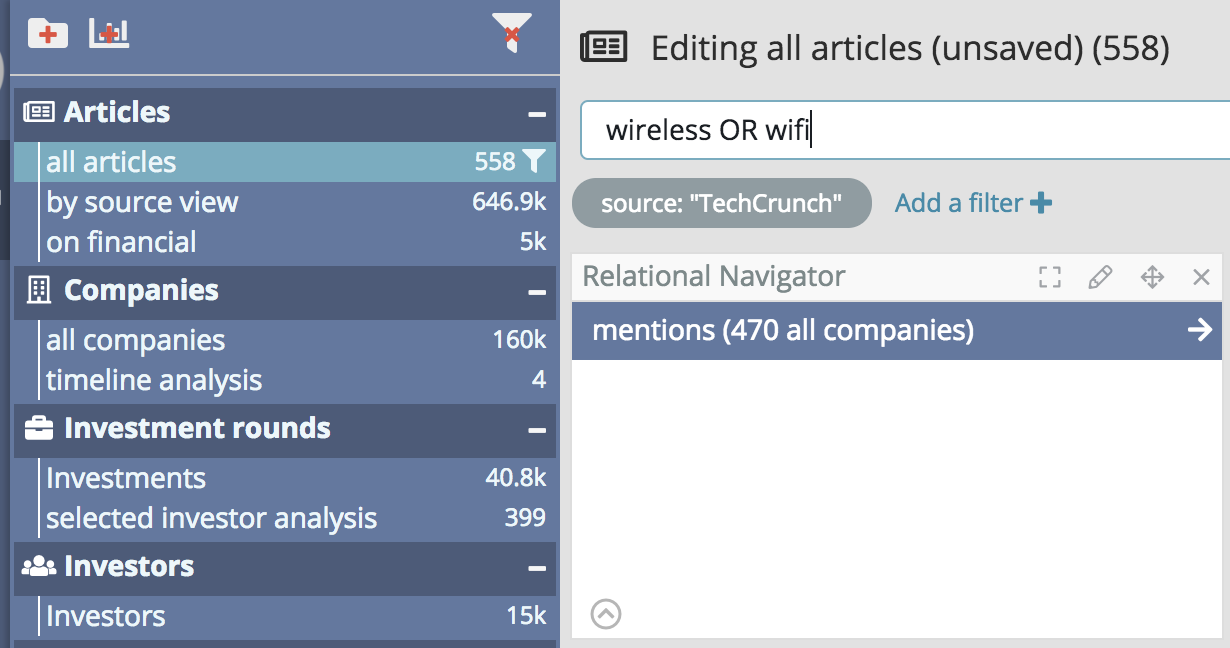 Articles
all articles 558
by source view 646.9k
on financial 5k
Companies
all companies 160k
timeline analysis 4
Investment rounds
Investments 40.8k
selected investor analysis 399
Investors
Investors 15k
Editing all articles (unsaved) (558)
wireless OR wifi
source: "TechCrunch" Add a filter
Relational Navigator
mentions (470 all companies)